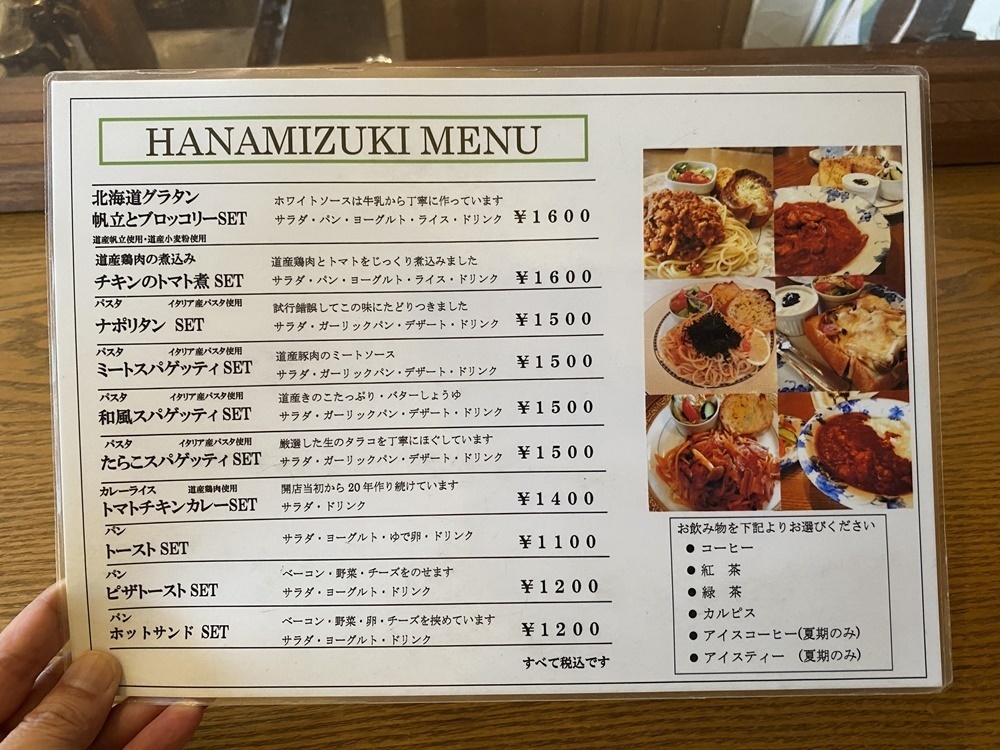 HANAMIZUKI MENU
北海道グラタン
帆立とブロッコリーSET
道産帆立使用・道産小麦粉使用
ホワイトソースは牛乳から丁寧に作っています
サラダ・パン・ヨーグルト・ライス・ドリンク ¥1600
道産鶏肉の煮込み
チキンのトマト煮 SET
道産鶏肉とトマトをじっくり煮込みました
サラダ・パン・ヨーグルト・ライス・ドリンク ¥1600
パスタ イタリア産パスタ使用
ナポリタン SET
試行錯誤してこの味にたどりつきました
サラダ・ガーリックパン・デザート・ドリンク ¥1500
パスタ イタリア産パスタ使用
ミートスパゲッティ SET
道産豚肉のミートソース
サラダ・ガーリックパン・デザート・ドリンク ¥1500
パスタ イタリア産パスタ使用
和風スパゲッティ SET
道産きのこたっぷり・バターしょうゆ
サラダ・ガーリックパン・デザート・ドリンク ¥1500
パスタ イタリア産パスタ使用
たらこスパゲッティ SET
厳選した生のタラコを丁寧にほぐしています
サラダ・ガーリックパン・デザート・ドリンク ¥1500
カレーライス 道産鶏肉使用
トマトチキンカレーSET
開店当初から20年作り続けています
サラダ・ドリンク ¥1400
パン
トースト SET
サラダ・ヨーグルト・ゆで卵・ドリンク ¥1100
パン
ピザトースト SET
ベーコン・野菜・チーズをのせます
サラダ・ヨーグルト・ドリンク ¥1200
パン
ホットサンド SET
ベーコン・野菜・卵・チーズを挟めています
サラダ・ヨーグルト・ドリンク ¥1200
すべて税込です
お飲み物を下記よりお選びください
● コーヒー
● 紅 茶
● 緑 茶
● カルピス
● アイスコーヒー(夏期のみ)
● アイスティー (夏期のみ)